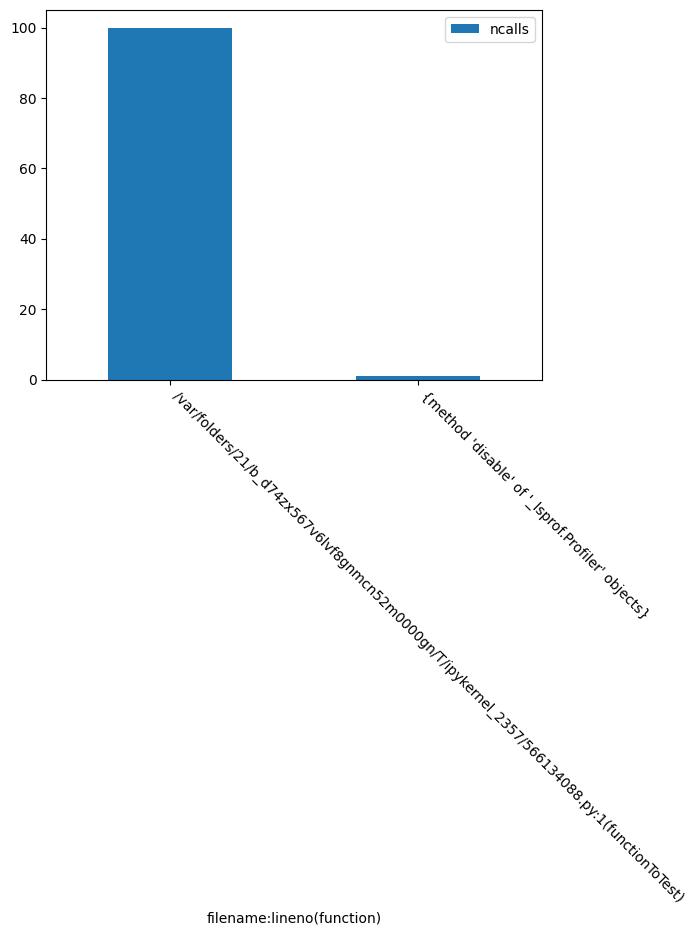 100
80
60
40
20
0
ncalls
/var/folders/21/b_d74zx567v6lvf8gnmcn52m0000gn/T/ipykernel_2357/566134088.py:1(functionToTest)
{method 'disable' of '_lsprof.Profiler' objects}
filename:lineno(function)